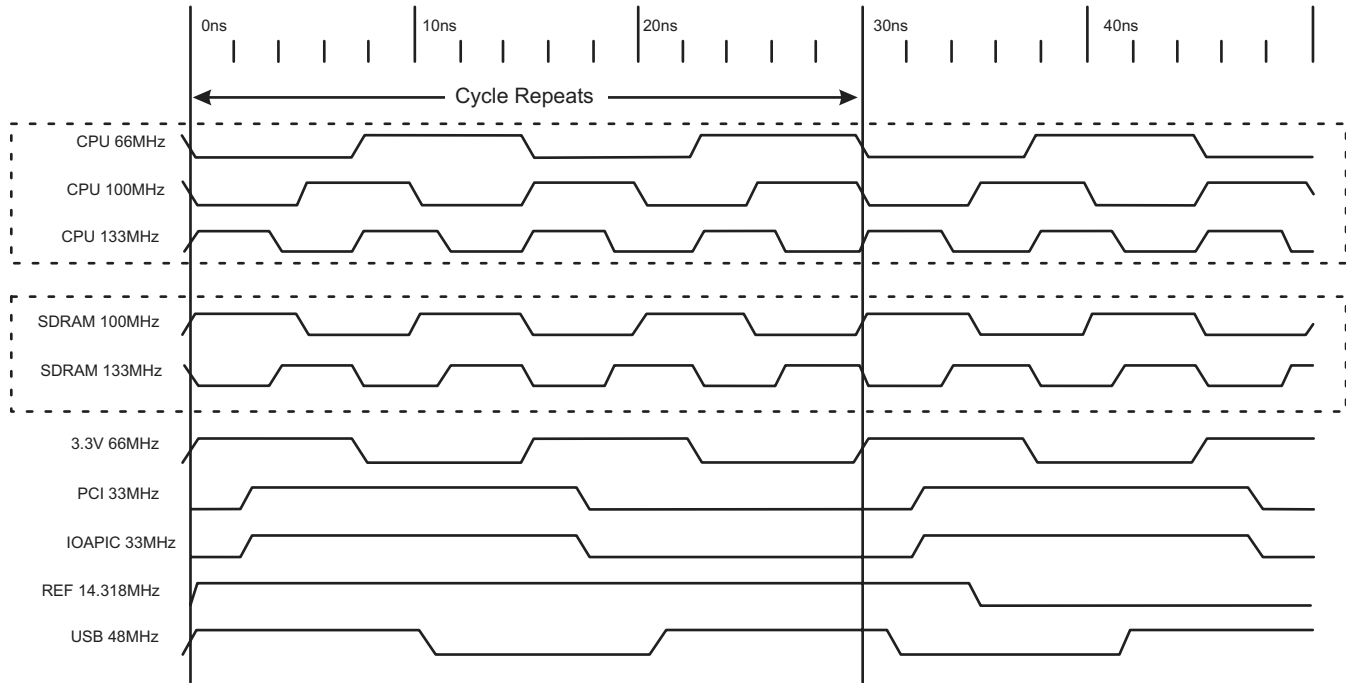 0ns 10ns 20ns 30ns 40ns
Cycle Repeats
CPU 66MHz
CPU 100MHz
CPU 133MHz
SDRAM 100MHz
SDRAM 133MHz
3.3V 66MHz
PCI 33MHz
IOAPIC 33MHz
REF 14.318MHz
USB 48MHz